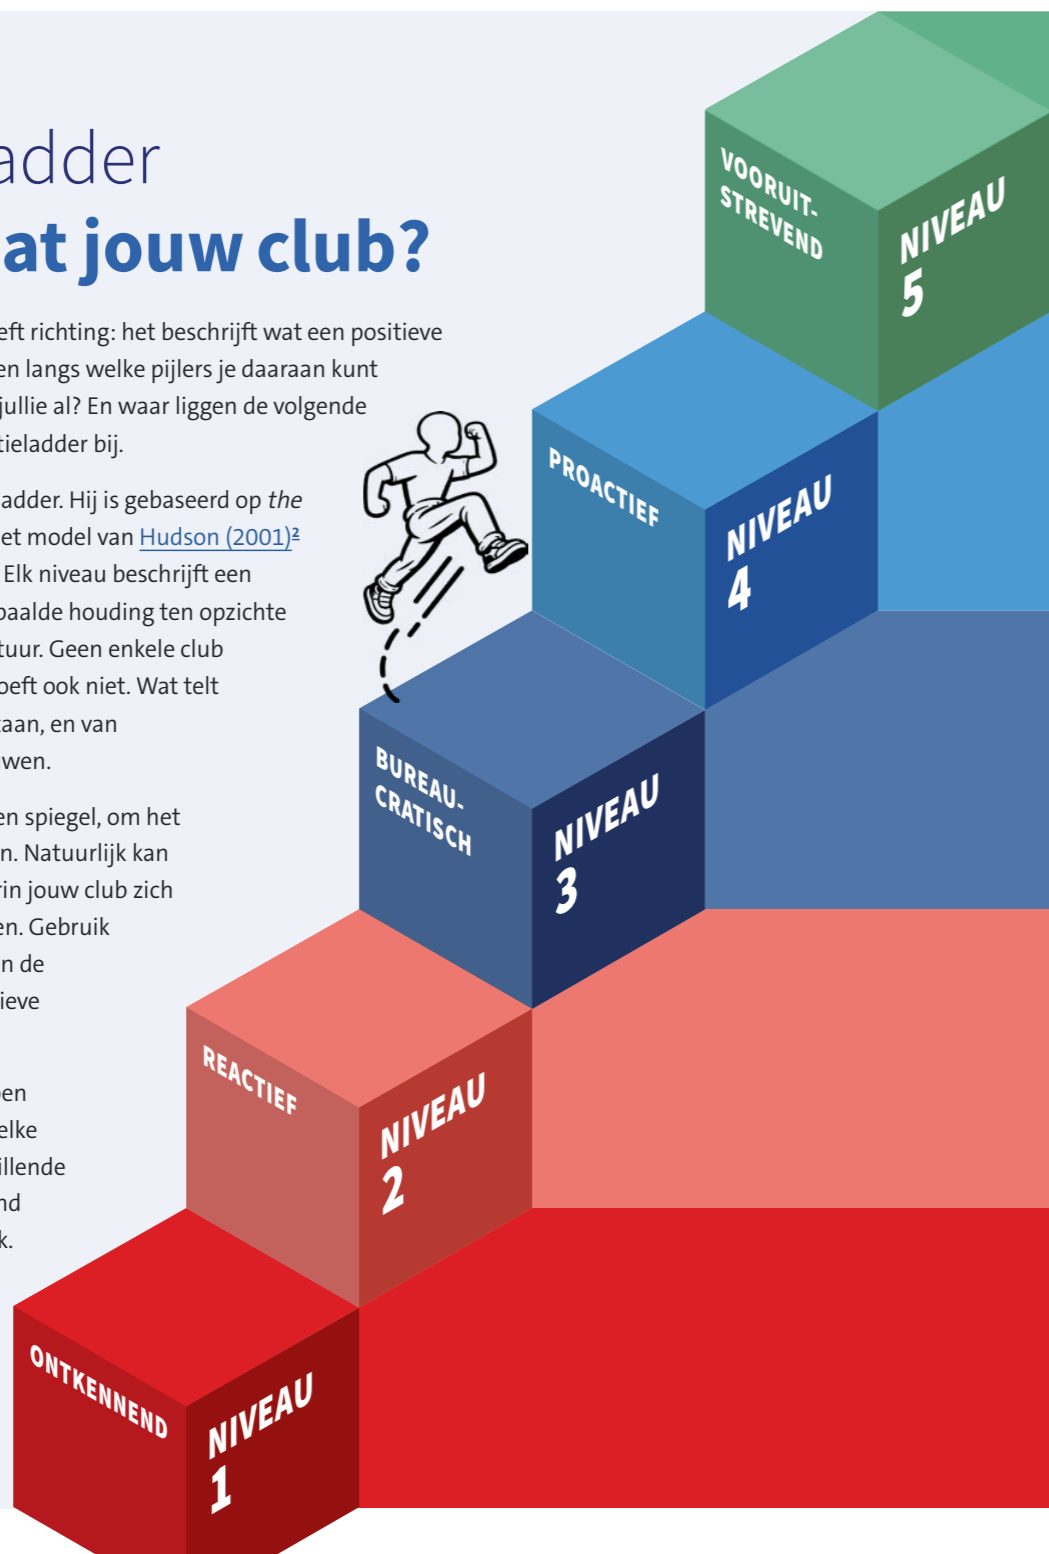 adder
at jouw club?
eft richting: het beschrijft wat een positieve
en langs welke pijlers je daaraan kunt
jullie al? En waar liggen de volgende
tieladder bij.
adder. Hij is gebaseerd op the
et model van Hudson (2001)²
Elk niveau beschrijft een
paalde houding ten opzichte
tuur. Geen enkele club
oeft ook niet. Wat telt
taan, en van
uwen.
en spiegel, om het
n. Natuurlijk kan
rin jouw club zich
en. Gebruik
n de
ieve
en
elke
illende
nd
k.
VOORUIT-
STREVEND
NIVEAU
5
PROACTIEF
NIVEAU
4
BUREAU-
CRATISCH
NIVEAU
3
REACTIEF
NIVEAU
2
ONTKENNEND
NIVEAU
1